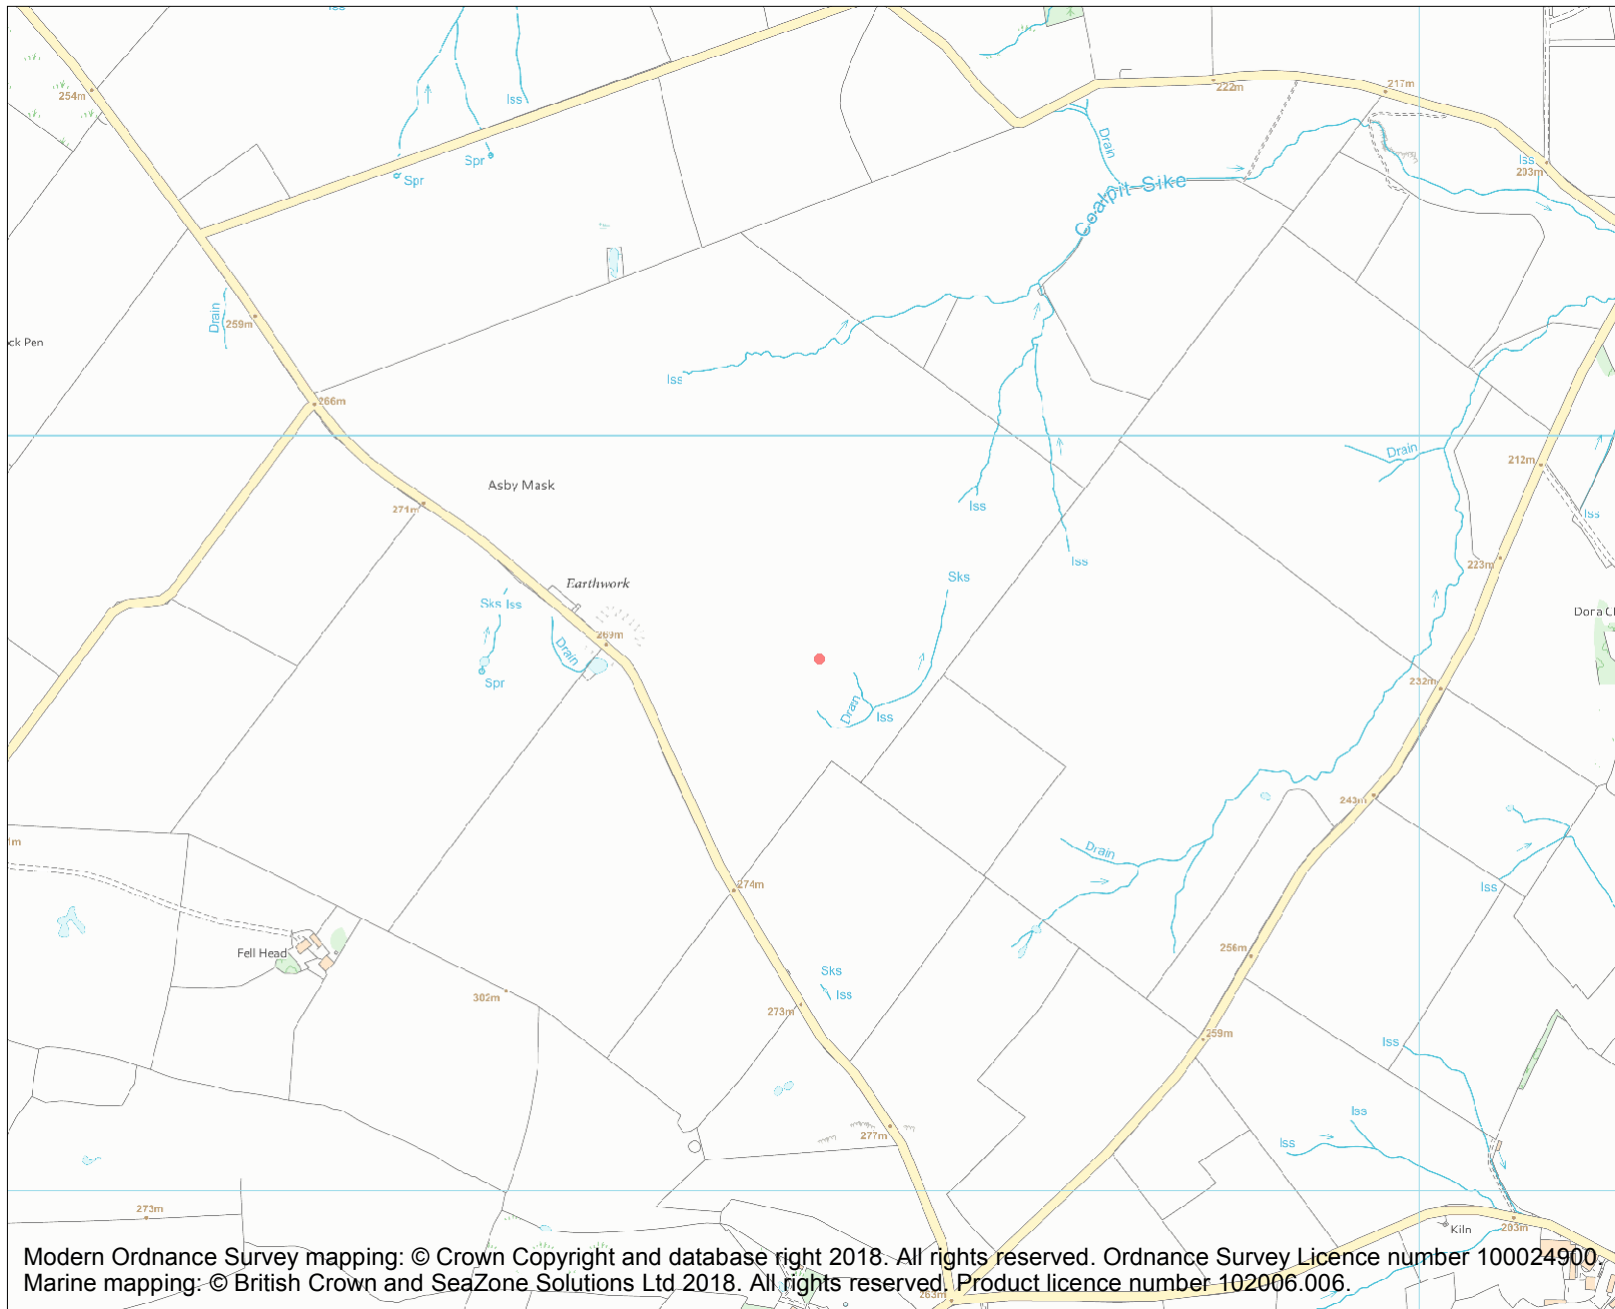 Iss
254m
Iss
Spr
Spr
222m
217m
Drain
Iss
203m
Coalpit Sike
Drain
259m
ck Pen
Iss
266m
Drain
212m
Asby Mask
271m
Iss
Iss
Iss
223m
Sks
Earthwork
Sks Iss
Dora
269m
Drain
Spr
232m
Drain
Iss
243m
1m
Drain
274m
Iss
256m
Fell Head
Sks
Iss
302m
273m
259m
Iss
Iss
277m
Iss
273m
Kiln
203m
Modern Ordnance Survey mapping: © Crown Copyright and database right 2018. All rights reserved. Ordnance Survey Licence number 100024900.
Marine mapping: © British Crown and SeaZone Solutions Ltd 2018. All rights reserved. Product licence number 102006.006.
263m